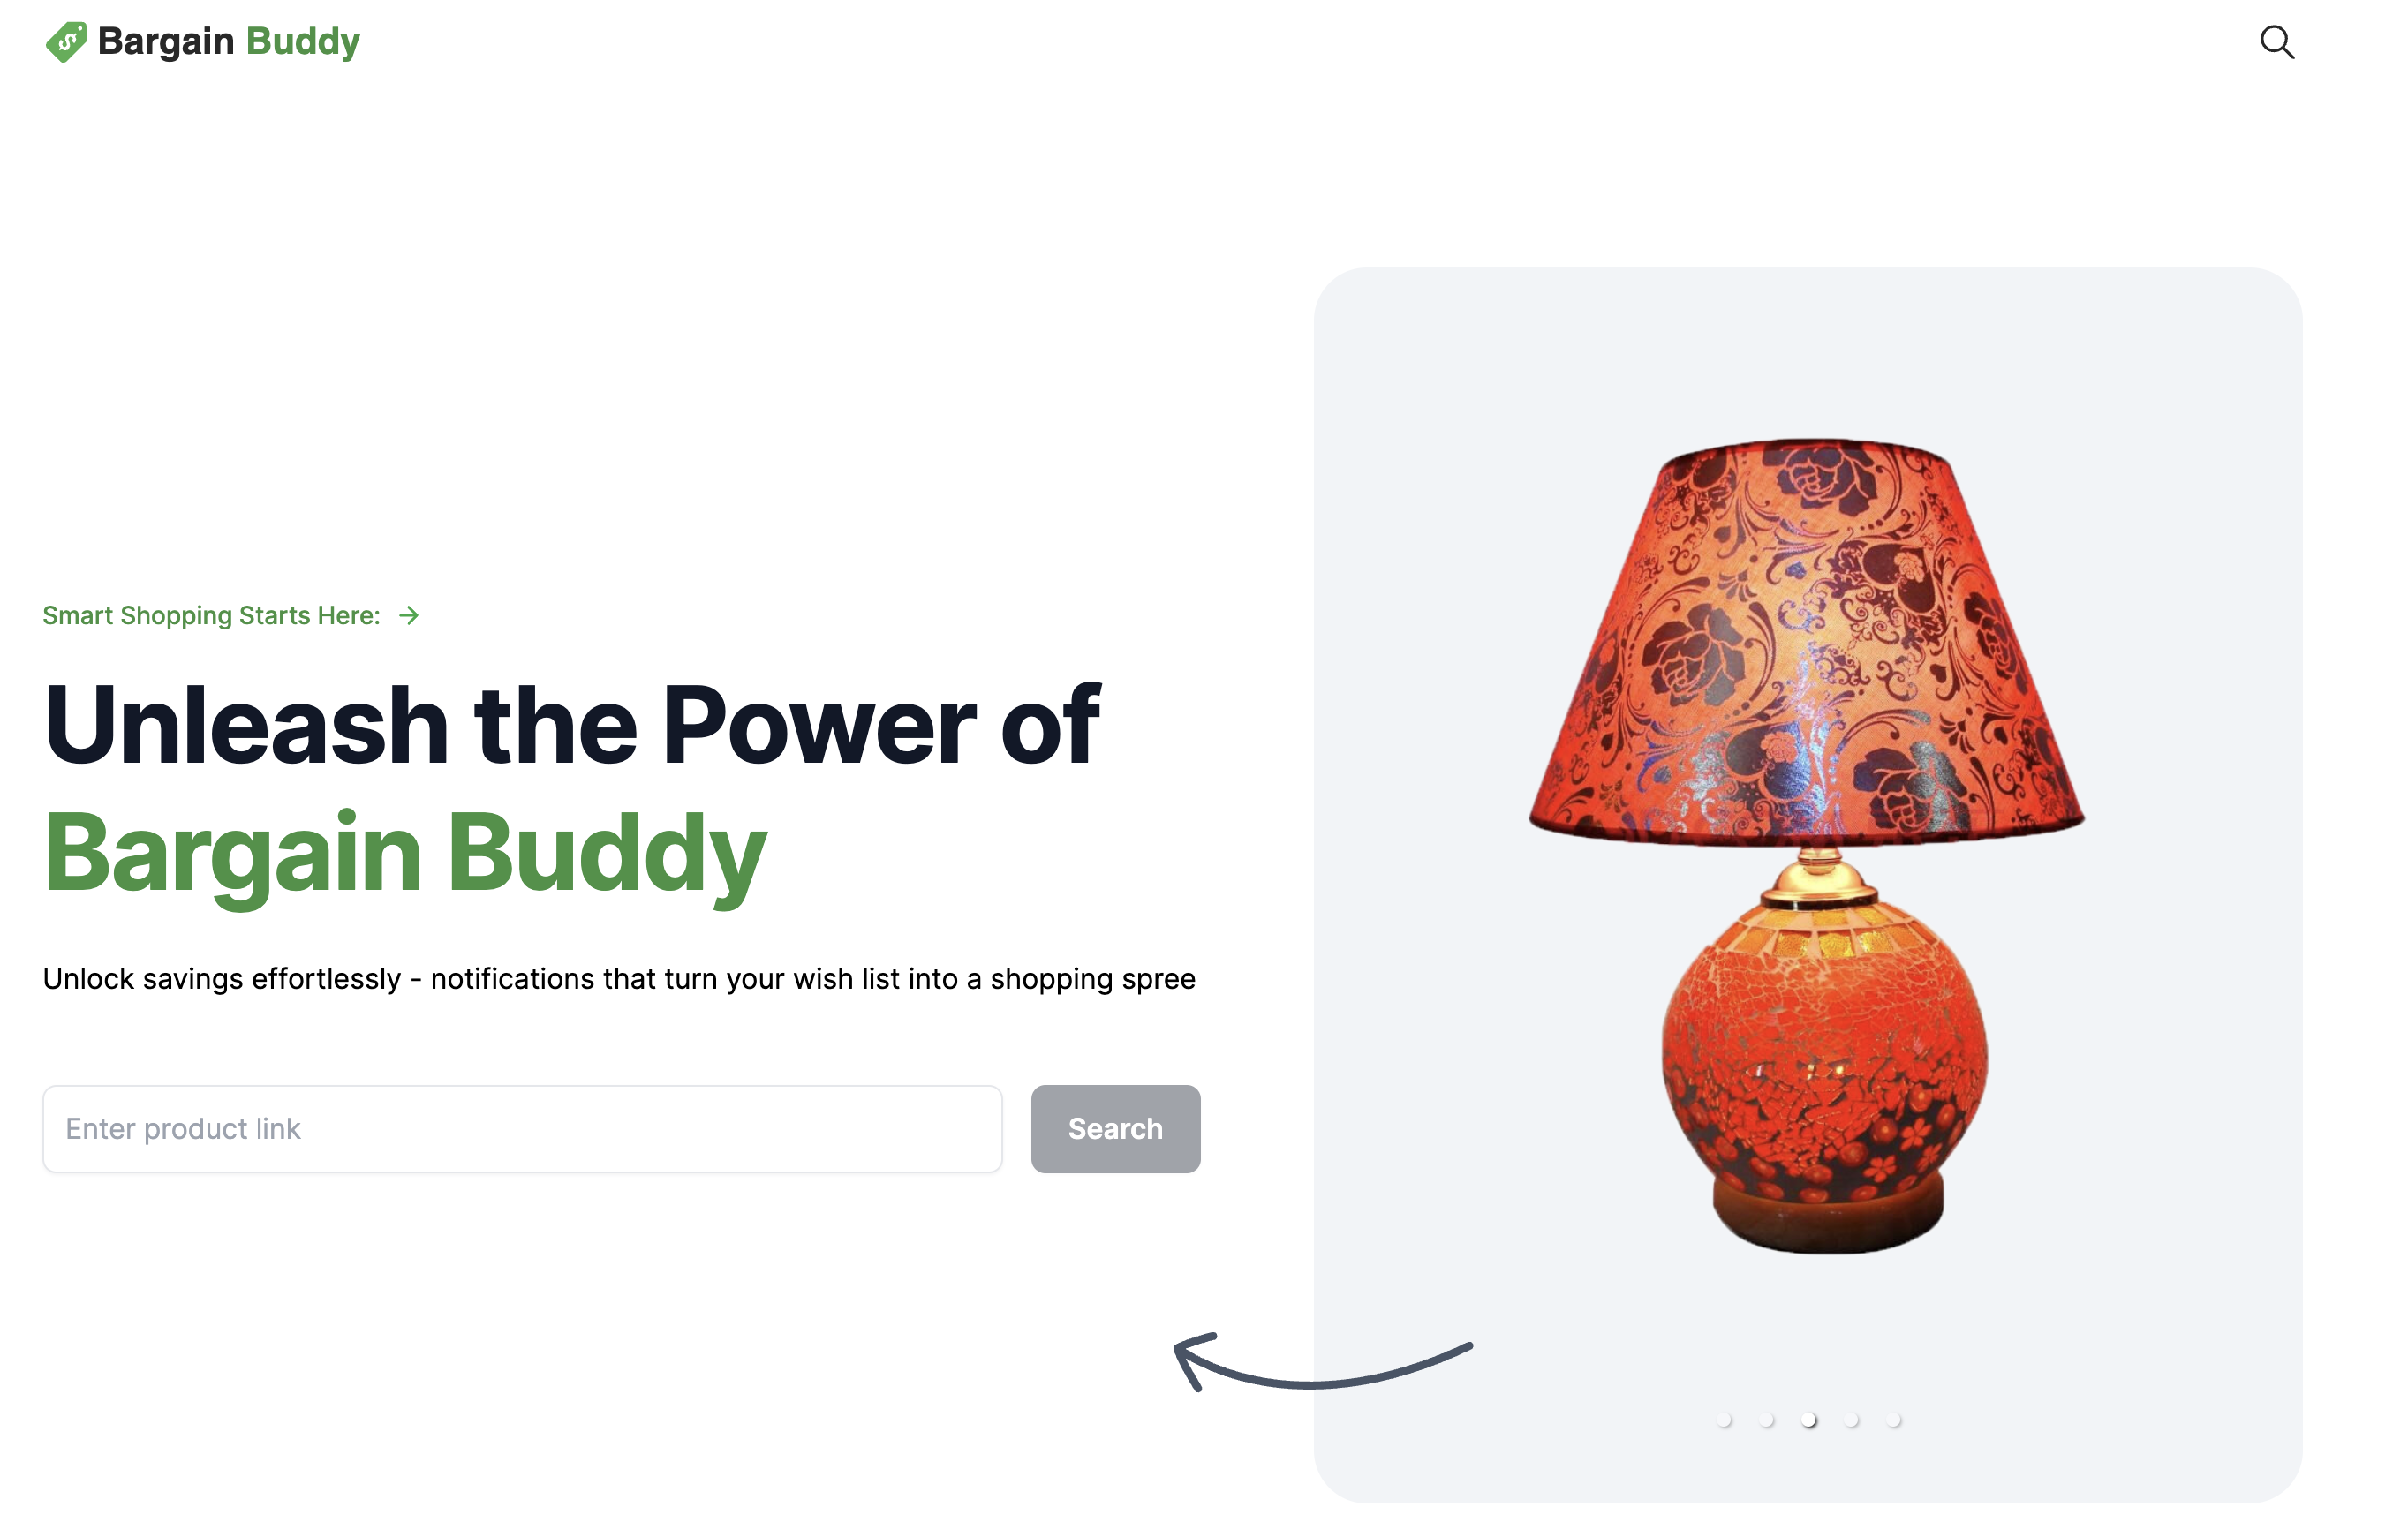 Bargain Buddy
Smart Shopping Starts Here:
Unleash the Power of
Bargain Buddy
Unlock savings effortlessly - notifications that turn your wish list into a shopping spree
Enter product link
Search